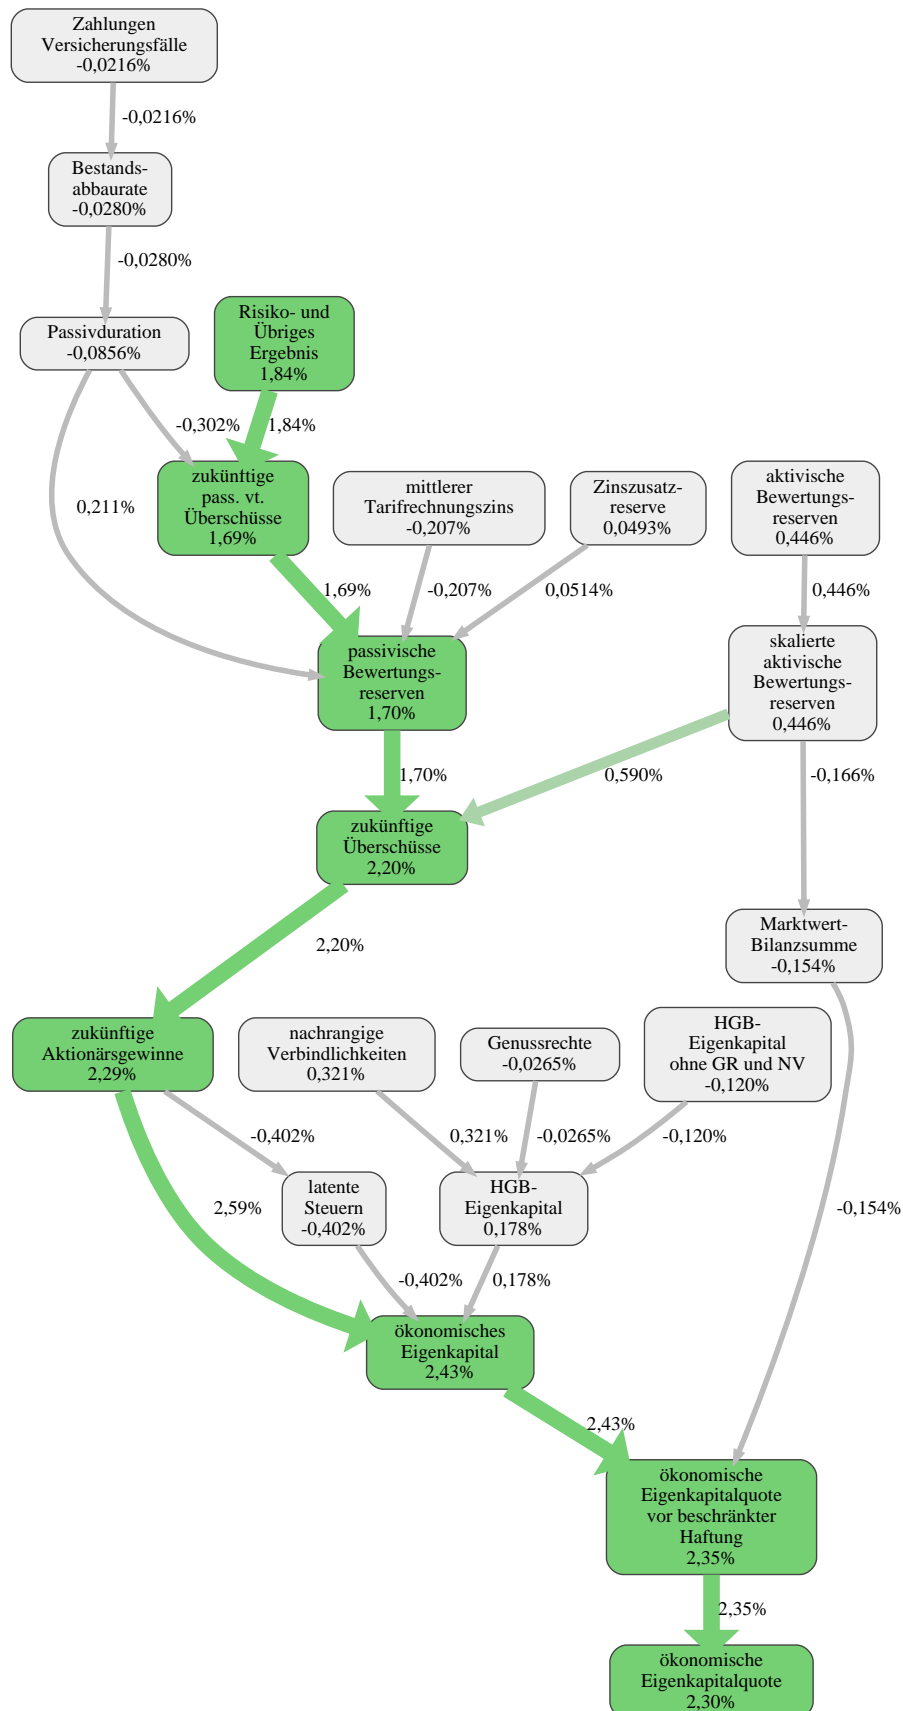 Zahlungen
Versicherungsfälle
-0,0216%
-0,0216%
Bestands-
abbaurate
-0,0280%
-0,0280%
Passivduration
-0,0856%
Risiko- und
Übriges
Ergebnis
1,84%
-0,302%
1,84%
0,211%
zukünftige
pass. vt.
Überschüsse
1,69%
mittlerer
Tarifrechnungszins
-0,207%
Zinszusatz-
reserve
0,0493%
aktivische
Bewertungs-
reserven
0,446%
1,69%
-0,207%
0,0514%
0,446%
passivische
Bewertungs-
reserven
1,70%
skalierte
aktivische
Bewertungs-
reserven
0,446%
1,70%
0,590%
-0,166%
zukünftige
Überschüsse
2,20%
2,20%
Marktwert-
Bilanzsumme
-0,154%
zukünftige
Aktionärsgewinne
2,29%
nachrangige
Verbindlichkeiten
0,321%
Genussrechte
-0,0265%
HGB-
Eigenkapital
ohne GR und NV
-0,120%
-0,402%
0,321%
-0,0265%
-0,120%
2,59%
latente
Steuern
-0,402%
HGB-
Eigenkapital
0,178%
-0,154%
-0,402%
0,178%
ökonomisches
Eigenkapital
2,43%
2,43%
ökonomische
Eigenkapitalquote
vor beschränkter
Haftung
2,35%
2,35%
ökonomische
Eigenkapitalquote
2,30%